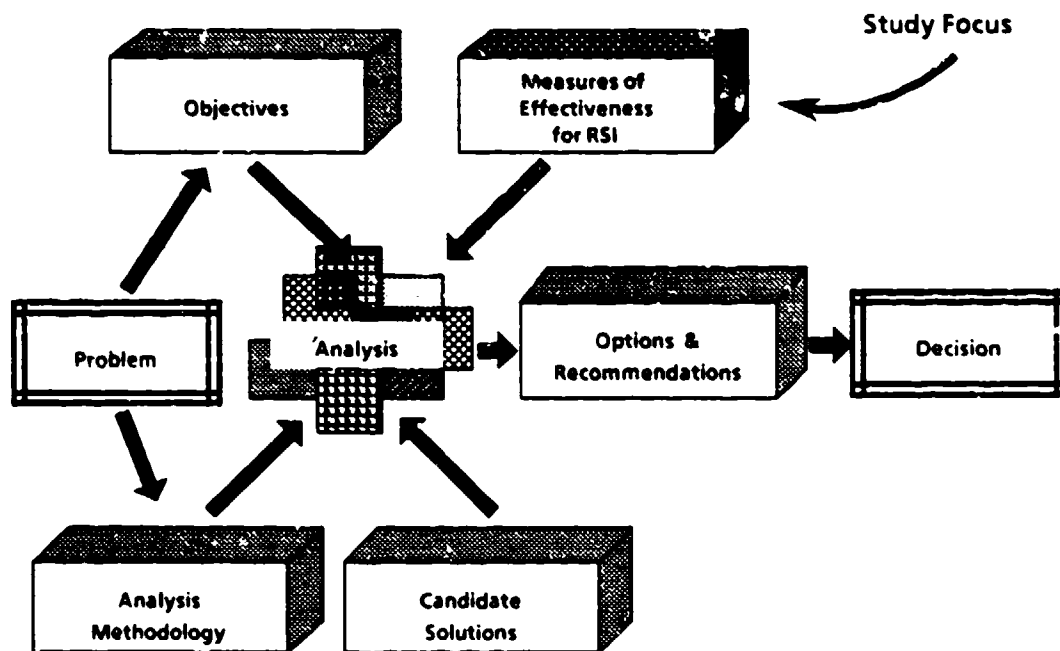 Study Focus
Objectives
Measures of
Effectiveness
for RSI
Problem
Analysis
Options &
Recommendations
Decision
Analysis
Methodology
Candidate
Solutions